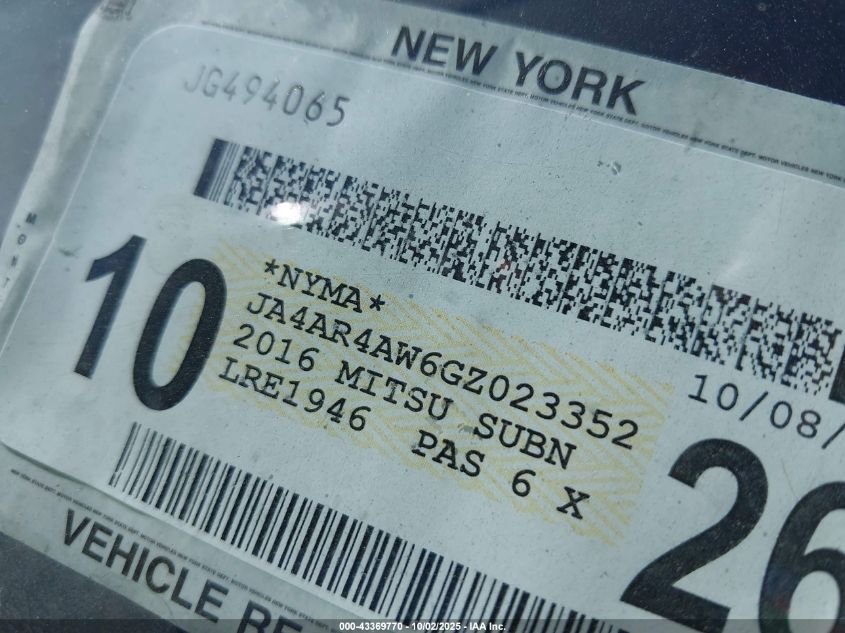 NEW YORK
JG494065
10
*NYMA*
JA4AR4AW6GZ023352
2016 MITSU SUBN
LRE1946 PAS 6 X
10/08/
26
VEHICLE RE
000-43369770 - 10/02/2025 - IAA Inc.